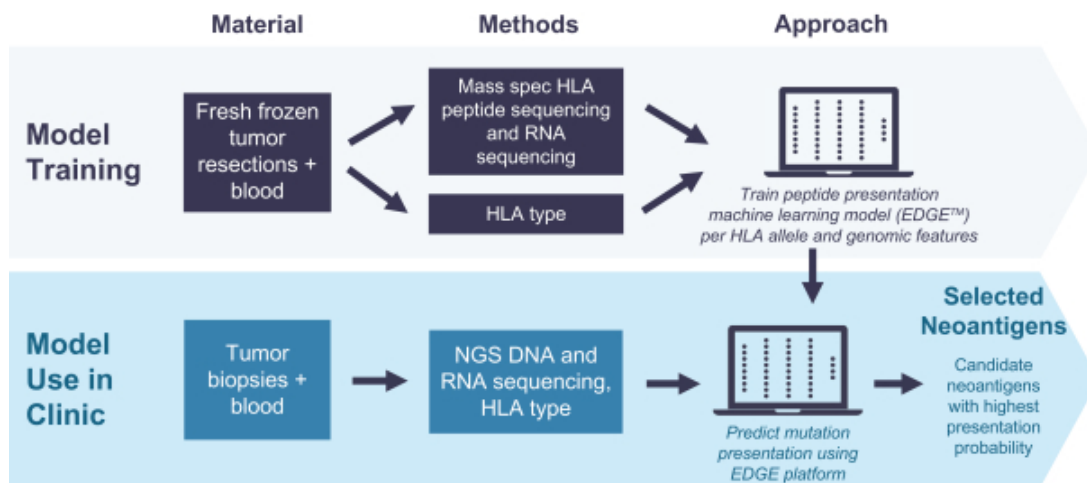 Material
Methods
Approach
Model
Training
Fresh frozen
tumor
resections +
blood
Mass spec HLA
peptide sequencing
and RNA
sequencing
HLA type
Train peptide presentation
machine learning model (EDGE™)
per HLA allele and genomic features
Model
Use in
Clinic
Tumor
biopsies +
blood
NGS DNA and
RNA sequencing,
HLA type
Predict mutation
presentation using
EDGE platform
Selected
Neoantigens
Candidate
neoantigens
with highest
presentation
probability